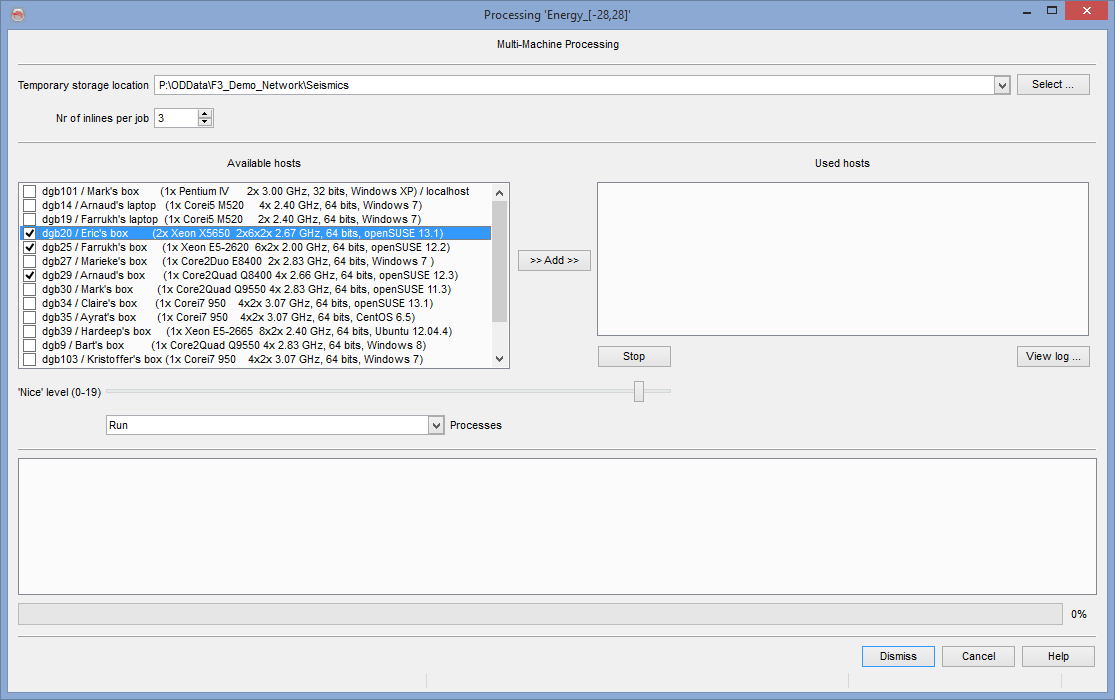 Processing 'Energy_[-28,28]'
Multi-Machine Processing
Temporary storage location P:\ODData\F3_Demo_Network\Seismics Select ...
Nr of inlines per job 3
Available hosts Used hosts
dgb101 / Mark's box (1x Pentium IV 2x 3.00 GHz, 32 bits, Windows XP) / localhost
dgb14 / Arnaud's laptop (1x Corei5 M520 4x 2.40 GHz, 64 bits, Windows 7)
dgb19 / Farrukh's laptop (1x Corei5 M520 2x 2.40 GHz, 64 bits, Windows 7)
dgb20 / Eric's box (2x Xeon X5650 2x6x2x 2.67 GHz, 64 bits, openSUSE 13.1)
dgb25 / Farrukh's box (1x Xeon E5-2620 6x2x 2.00 GHz, 64 bits, openSUSE 12.2)
dgb27 / Marieke's box (1x Core2Duo E8400 2x 2.83 GHz, 64 bits, Windows 7 )
dgb29 / Arnaud's box (1x Core2Quad Q8400 4x 2.66 GHz, 64 bits, openSUSE 12.3)
dgb30 / Mark's box (1x Core2Quad Q9550 4x 2.83 GHz, 64 bits, openSUSE 11.3)
dgb34 / Claire's box (1x Corei7 950 4x2x 3.07 GHz, 64 bits, openSUSE 13.1)
dgb35 / Ayrat's box (1x Corei7 950 4x2x 3.07 GHz, 64 bits, CentOS 6.5)
dgb39 / Hardeep's box (1x Xeon E5-2665 8x2x 2.40 GHz, 64 bits, Ubuntu 12.04.4)
dgb9 / Bart's box (1x Core2Quad Q9550 4x 2.83 GHz, 64 bits, Windows 8)
dgb103 / Kristoffer's box (1x Corei7 950 4x2x 3.07 GHz, 64 bits, Windows 7)
>> Add >>
Stop View log ...
'Nice' level (0-19)
Run Processes
0%
Dismiss Cancel Help